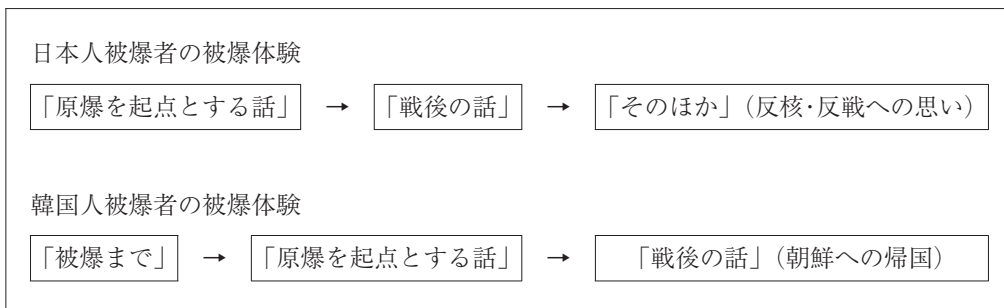 日本人被爆者の被爆体験
「原爆を起点とする話」 → 「戦後の話」 → 「そのほか」（反核・反戦への思い）
韓国人被爆者の被爆体験
「被爆まで」 → 「原爆を起点とする話」 → 「戦後の話」（朝鮮への帰国）